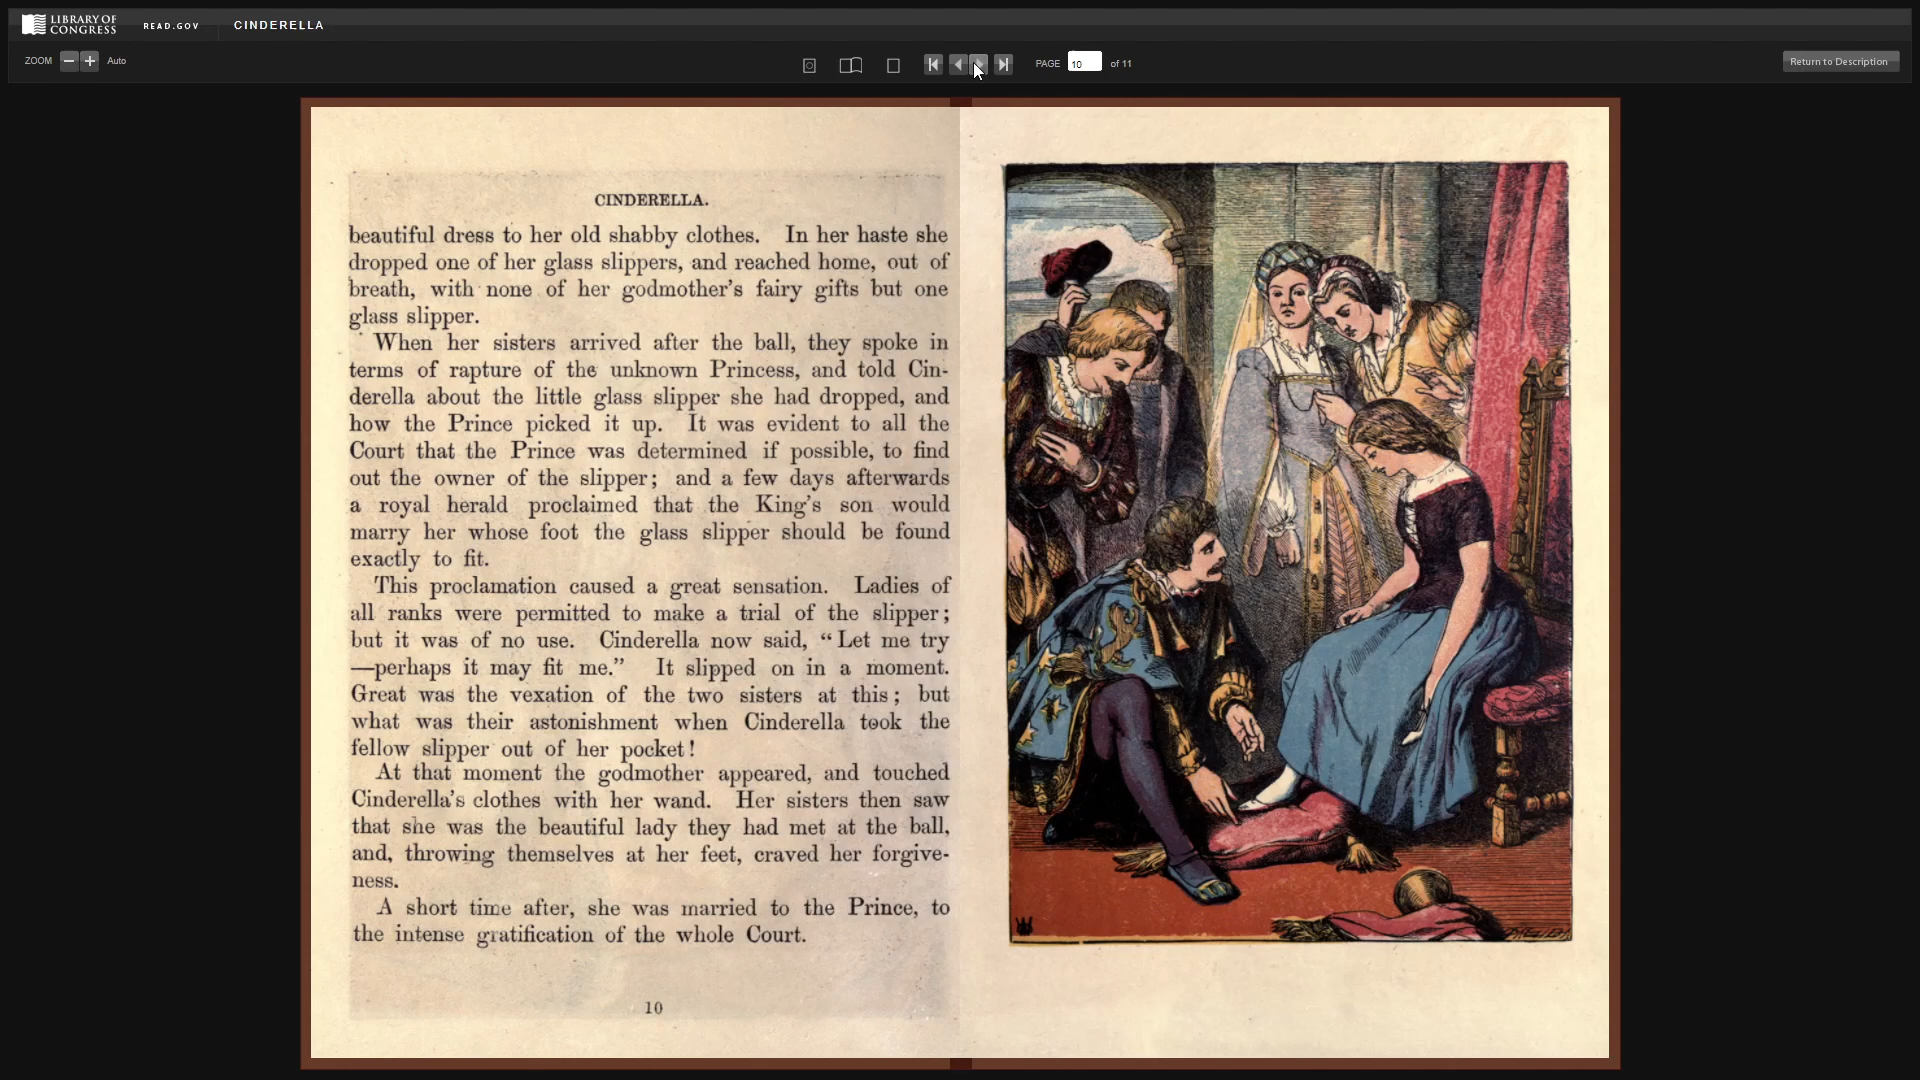 LIBRARY OF
CONGRESS
READ.GOV
CINDERELLA
ZOOM
Auto
PAGE
10
of 11
Return to Description
CINDERELLA.
beautiful dress to her old shabby clothes. In her haste she
dropped one of her glass slippers, and reached home, out of
breath, with none of her godmother's fairy gifts but one
glass slipper.
When her sisters arrived after the ball, they spoke in
terms of rapture of the unknown Princess, and told Cin-
derella about the little glass slipper she had dropped, and
how the Prince picked it up. It was evident to all the
Court that the Prince was determined if possible, to find
out the owner of the slipper; and a few days afterwards
a royal herald proclaimed that the King's son would
marry her whose foot the glass slipper should be found
exactly to fit.
This proclamation caused a great sensation. Ladies of
all ranks were permitted to make a trial of the slipper;
but it was of no use. Cinderella now said, “Let me try
—perhaps it may fit me.” It slipped on in a moment.
Great was the vexation of the two sisters at this; but
what was their astonishment when Cinderella took the
fellow slipper out of her pocket!
At that moment the godmother appeared, and touched
Cinderella's clothes with her wand. Her sisters then saw
that she was the beautiful lady they had met at the ball,
and, throwing themselves at her feet, craved her forgive-
ness.
A short time after, she was married to the Prince, to
the intense gratification of the whole Court.
10